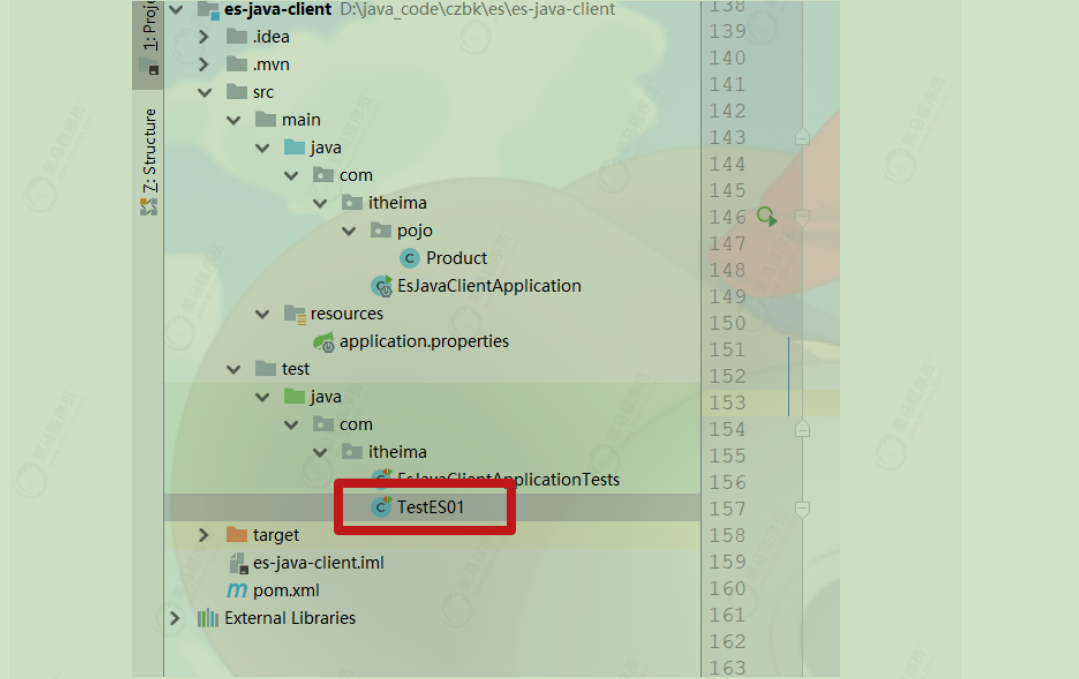 1: Proje
Z: Structure
es-java-client D:\java_code\czbk\es\es-java-client
.idea
.mvn
src
main
java
com
itheima
pojo
Product
EsJavaClientApplication
resources
application.properties
test
java
com
itheima
EsJavaClientApplicationTests
TestES01
target
es-java-client.iml
pom.xml
External Libraries
138
139
140
141
142
143
144
145
146
147
148
149
150
151
152
153
154
155
156
157
158
159
160
161
162
163